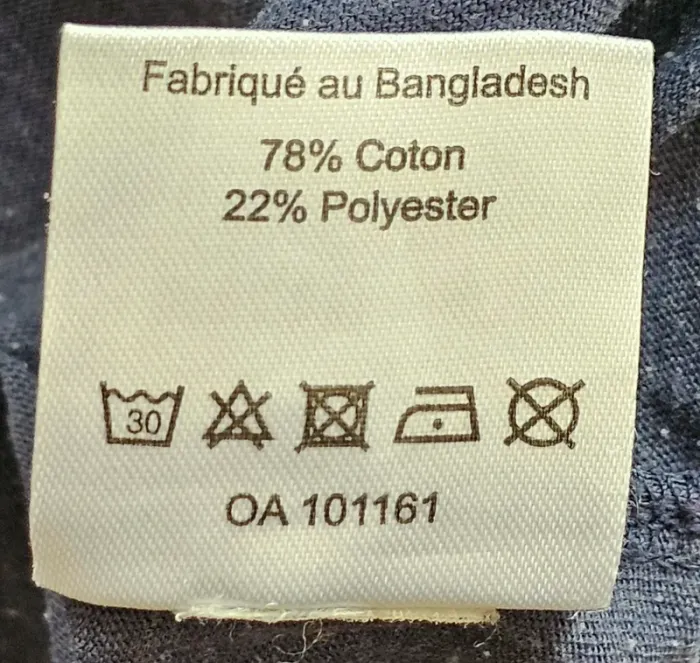 Fabriqué au Bangladesh
78% Coton
22% Polyester
30
OA 101161